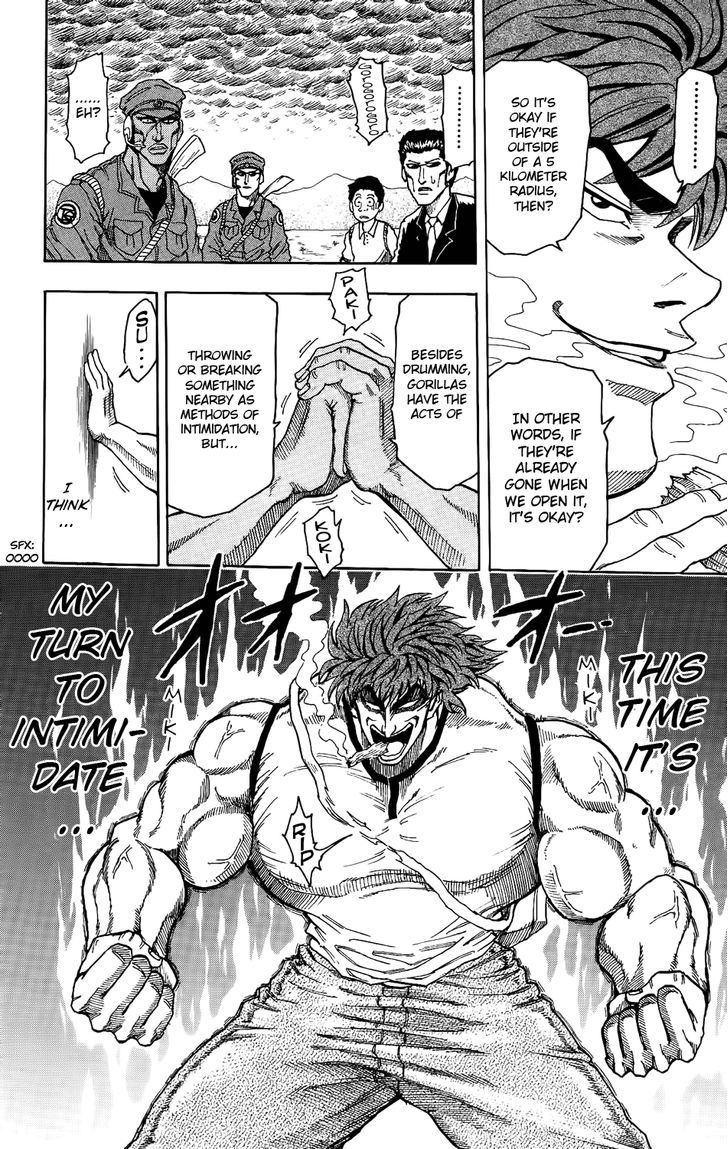 ..........
SO IT'S
OKAY IF
THEY'RE
OUTSIDE
OF A 5
KILOMETER
RADIUS,
THEN?
IN OTHER
WORDS, IF
THEY'RE
ALREADY
GONE WHEN
WE OPEN IT,
IT'S OKAY?
..........
......
EH?
PAKI
BESIDES
DRUMMING,
GORILLAS
HAVE THE
ACTS OF
THROWING
OR BREAKING
SOMETHING
NEARBY AS
METHODS OF
INTIMIDATION,
BUT...
KOKI
SU...
I
THINK
...
SFX:
OOOO
THIS
TIME
IT'S
...
MIKU
オーオオ
MIKI
RIP
MY
TURN
TO
INTIMI-
DATE
...